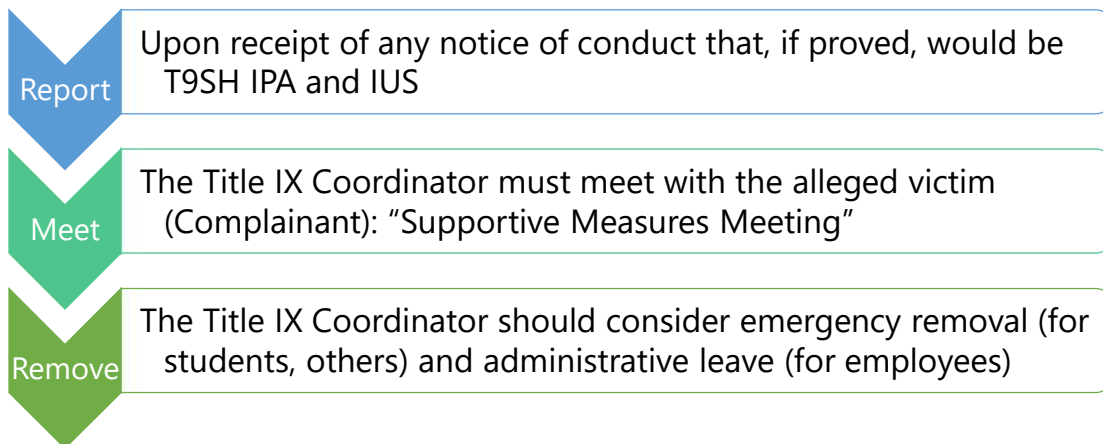 Report
Upon receipt of any notice of conduct that, if proved, would be
T9SH IPA and IUS
Meet
The Title IX Coordinator must meet with the alleged victim
(Complainant): “Supportive Measures Meeting”
Remove
The Title IX Coordinator should consider emergency removal (for
students, others) and administrative leave (for employees)